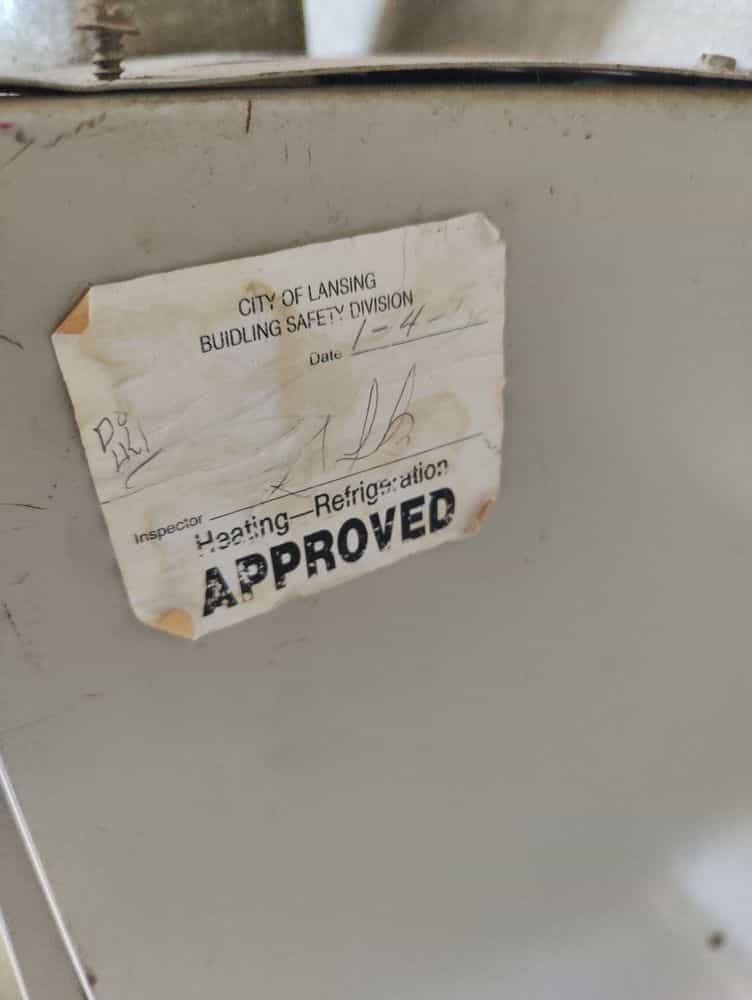 CITY OF LANSING
BUIDLING SAFETY DIVISION
Date 1-4-
Inspector
Heating—Refrigeration
APPROVED